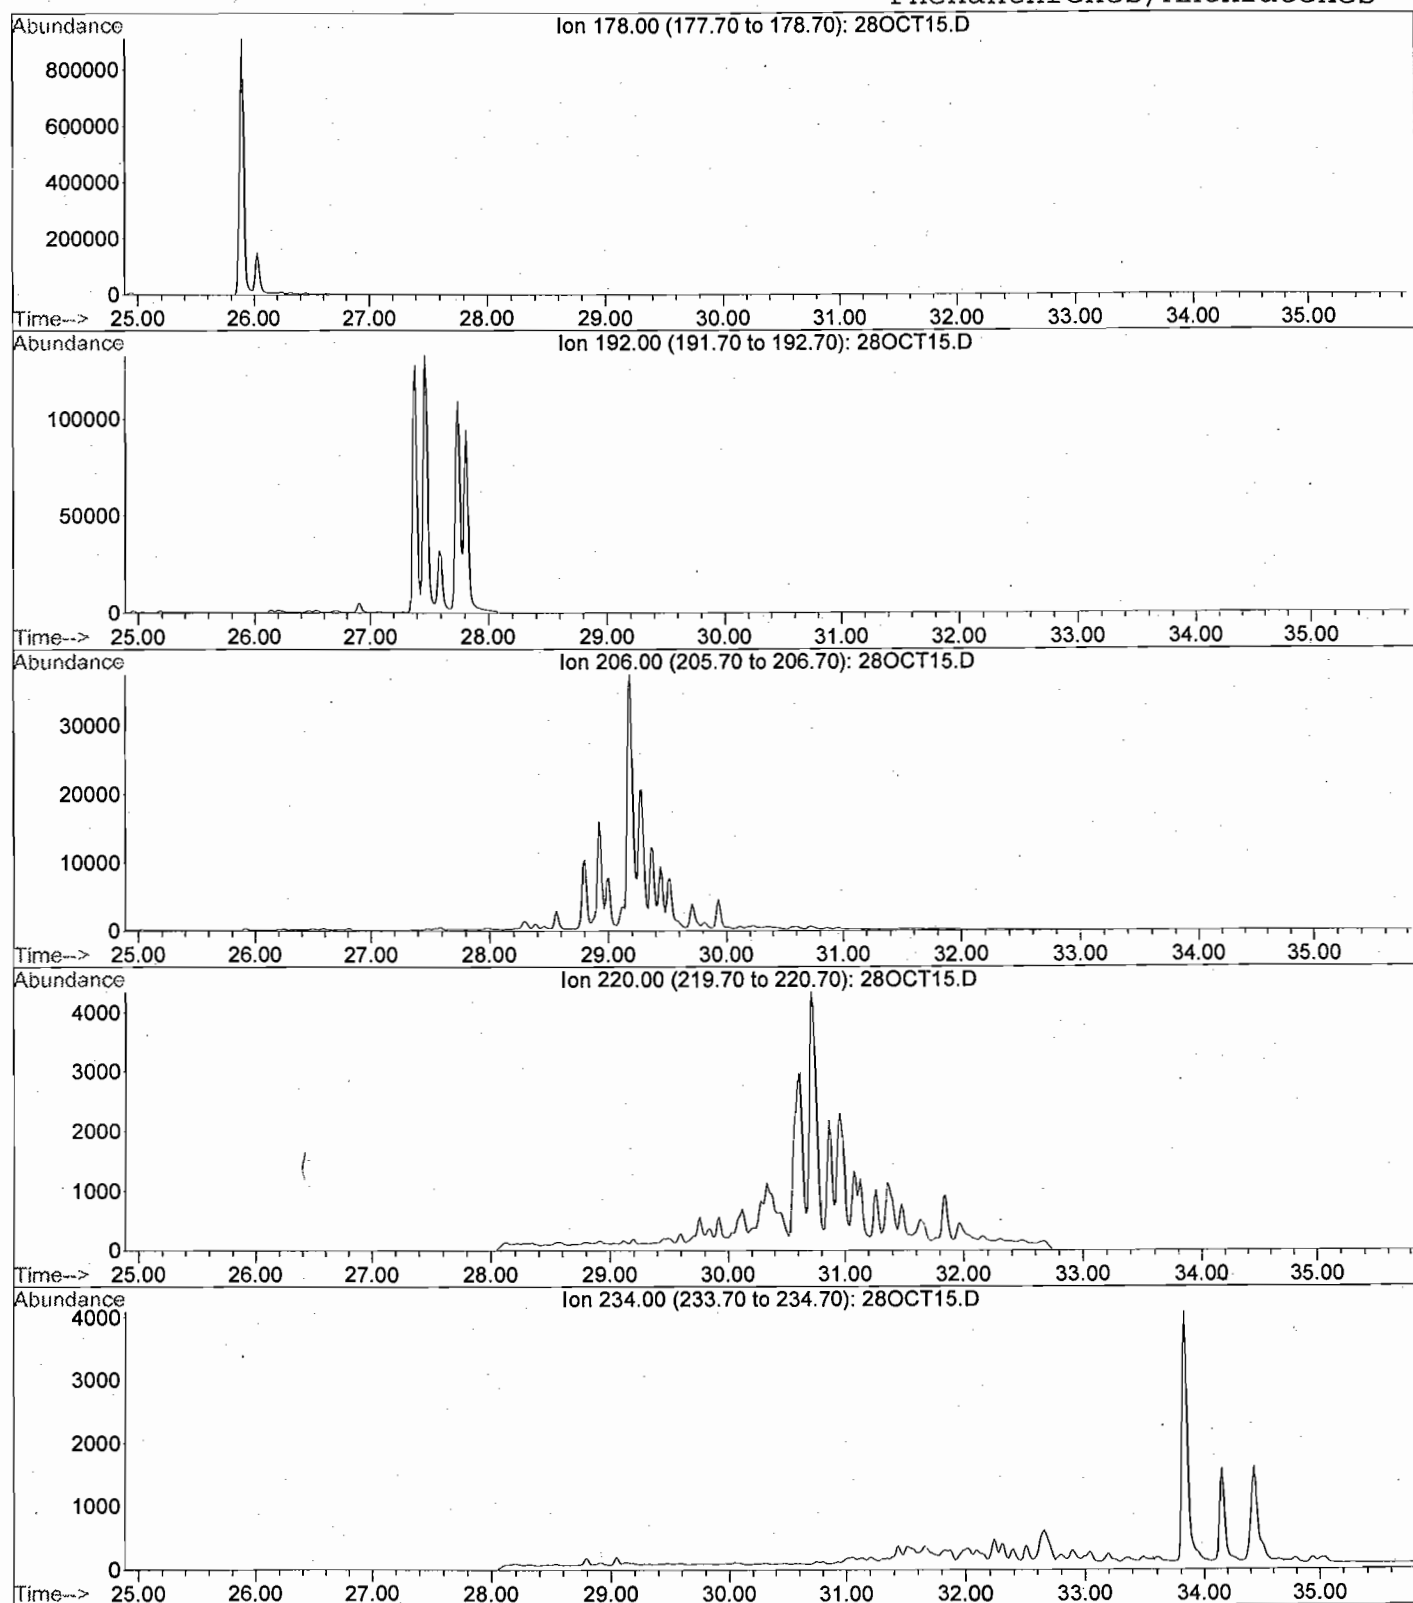 Phenanthrenes/Anthracenes
Abundance
Ion 178.00 (177.70 to 178.70): 28OCT15.D
800000
600000
400000
200000
0
Time--> 25.00 26.00 27.00 28.00 29.00 30.00 31.00 32.00 33.00 34.00 35.00
Abundance
Ion 192.00 (191.70 to 192.70): 28OCT15.D
100000
50000
0
Time--> 25.00 26.00 27.00 28.00 29.00 30.00 31.00 32.00 33.00 34.00 35.00
Abundance
Ion 206.00 (205.70 to 206.70): 28OCT15.D
30000
20000
10000
0
Time--> 25.00 26.00 27.00 28.00 29.00 30.00 31.00 32.00 33.00 34.00 35.00
Abundance
Ion 220.00 (219.70 to 220.70): 28OCT15.D
4000
3000
2000
1000
0
Time--> 25.00 26.00 27.00 28.00 29.00 30.00 31.00 32.00 33.00 34.00 35.00
Abundance
Ion 234.00 (233.70 to 234.70): 28OCT15.D
4000
3000
2000
1000
0
Time--> 25.00 26.00 27.00 28.00 29.00 30.00 31.00 32.00 33.00 34.00 35.00